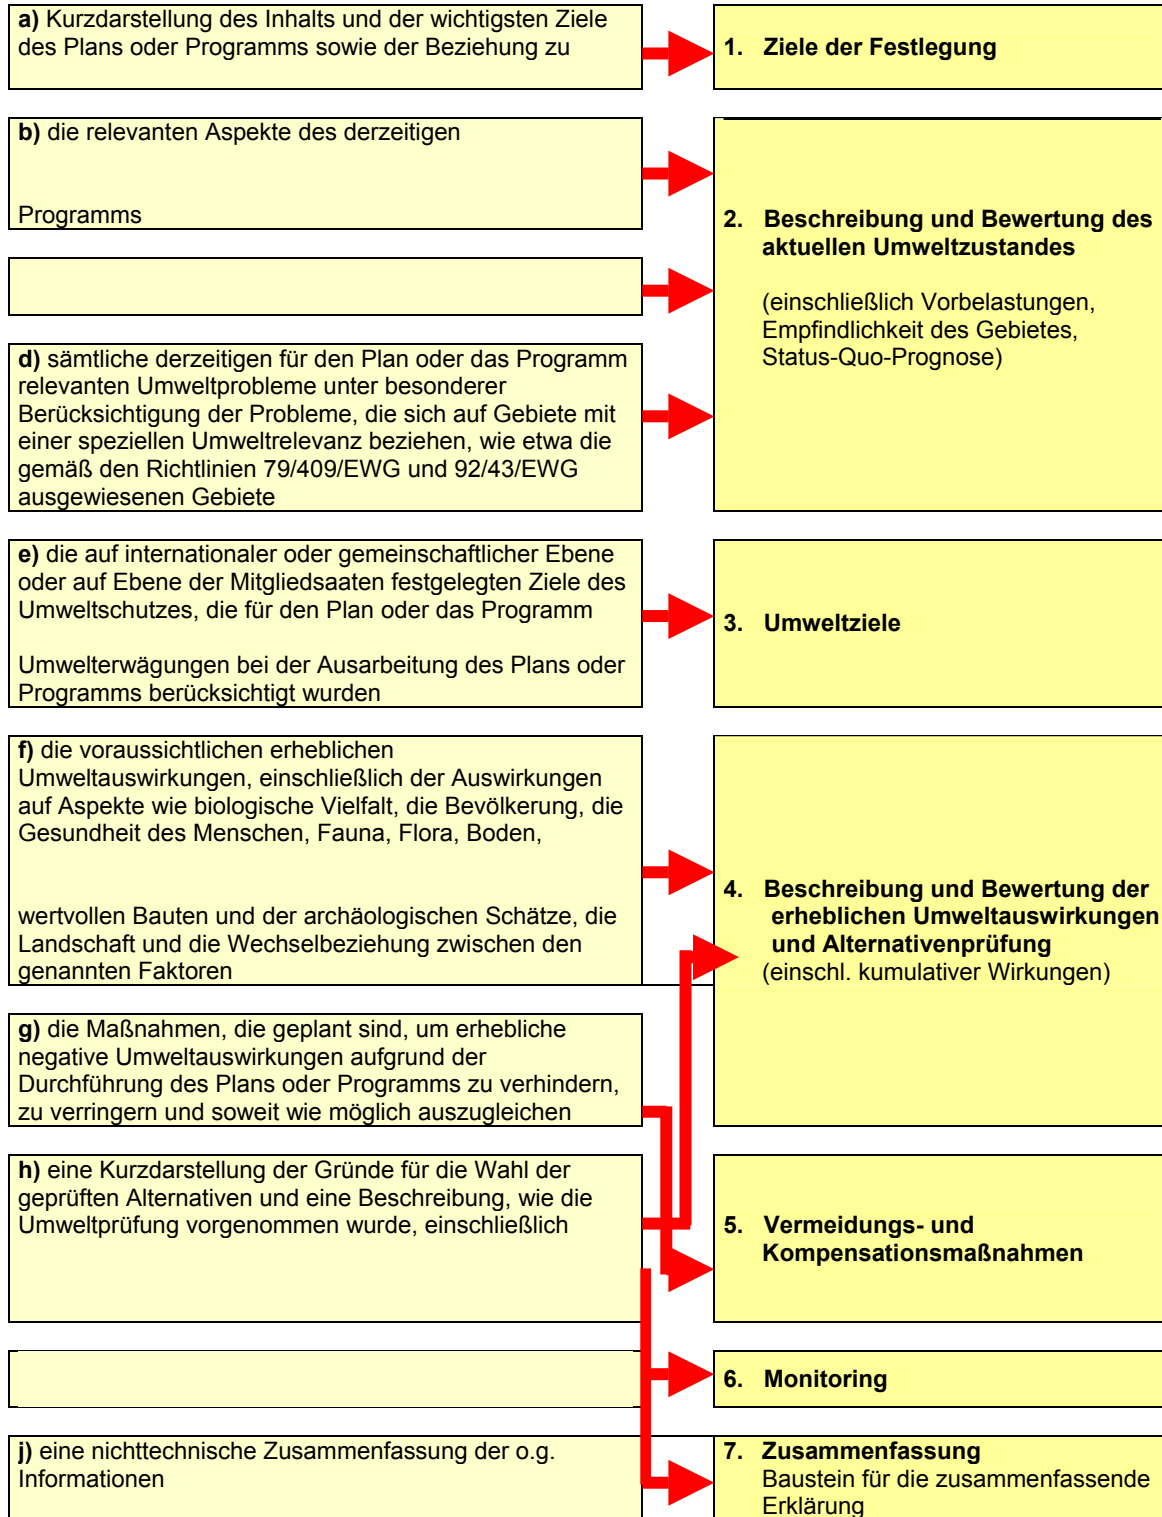 a) Kurzdarstellung des Inhalts und der wichtigsten Ziele
des Plans oder Programms sowie der Beziehung zu
1. Ziele der Festlegung
b) die relevanten Aspekte des derzeitigen
Programms
2. Beschreibung und Bewertung des
aktuellen Umweltzustandes
(einschließlich Vorbelastungen,
Empfindlichkeit des Gebietes,
Status-Quo-Prognose)
d) sämtliche derzeitigen für den Plan oder das Programm
relevanten Umweltprobleme unter besonderer
Berücksichtigung der Probleme, die sich auf Gebiete mit
einer speziellen Umweltrelevanz beziehen, wie etwa die
gemäß den Richtlinien 79/409/EWG und 92/43/EWG
ausgewiesenen Gebiete
e) die auf internationaler oder gemeinschaftlicher Ebene
oder auf Ebene der Mitgliedsaaten festgelegten Ziele des
Umweltschutzes, die für den Plan oder das Programm
Umwelterwägungen bei der Ausarbeitung des Plans oder
Programms berücksichtigt wurden
3. Umweltziele
f) die voraussichtlichen erheblichen
Umweltauswirkungen, einschließlich der Auswirkungen
auf Aspekte wie biologische Vielfalt, die Bevölkerung, die
Gesundheit des Menschen, Fauna, Flora, Boden,
wertvollen Bauten und der archäologischen Schätze, die
Landschaft und die Wechselbeziehung zwischen den
genannten Faktoren
4. Beschreibung und Bewertung der
erheblichen Umweltauswirkungen
und Alternativenprüfung
(einschl. kumulativer Wirkungen)
g) die Maßnahmen, die geplant sind, um erhebliche
negative Umweltauswirkungen aufgrund der
Durchführung des Plans oder Programms zu verhindern,
zu verringern und soweit wie möglich auszugleichen
h) eine Kurzdarstellung der Gründe für die Wahl der
geprüften Alternativen und eine Beschreibung, wie die
Umweltprüfung vorgenommen wurde, einschließlich
5. Vermeidungs- und
Kompensationsmaßnahmen
6. Monitoring
j) eine nichttechnische Zusammenfassung der o.g.
Informationen
7. Zusammenfassung
Baustein für die zusammenfassende
Erklärung